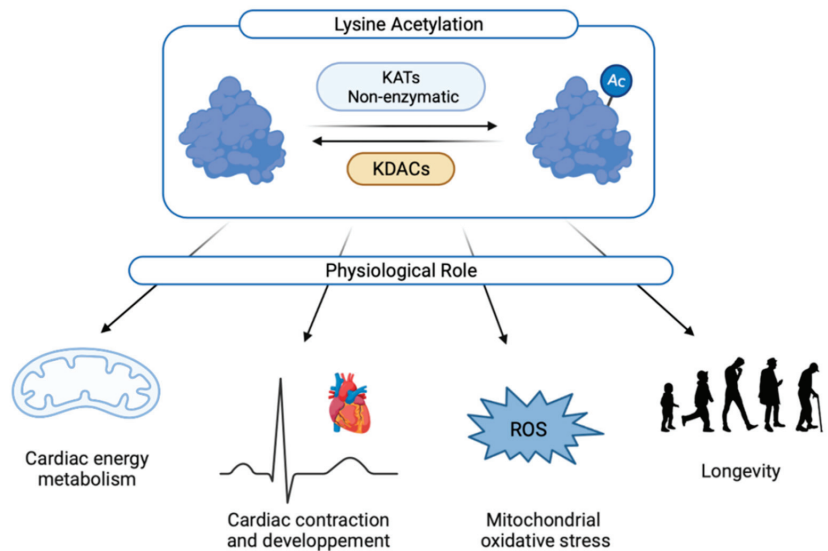 Lysine Acetylation
KATs
Non-enzymatic
Ac
KDACs
Physiological Role
Cardiac energy
metabolism
Cardiac contraction
and developpement
ROS
Mitochondrial
oxidative stress
Longevity